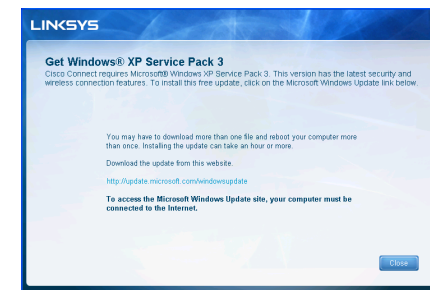 LINKSYS
Get Windows® XP Service Pack 3
Cisco Connect requires Microsoft® Windows XP Service Pack 3. This version has the latest security and
wireless connection features. To install this free update, click on the Microsoft Windows Update link below.
You may have to download more than one file and reboot your computer more
than once. Installing the update can take an hour or more.
Download the update from this website.
http://update.microsoft.com/windowsupdate
To access the Microsoft Windows Update site, your computer must be
connected to the Internet.
Close